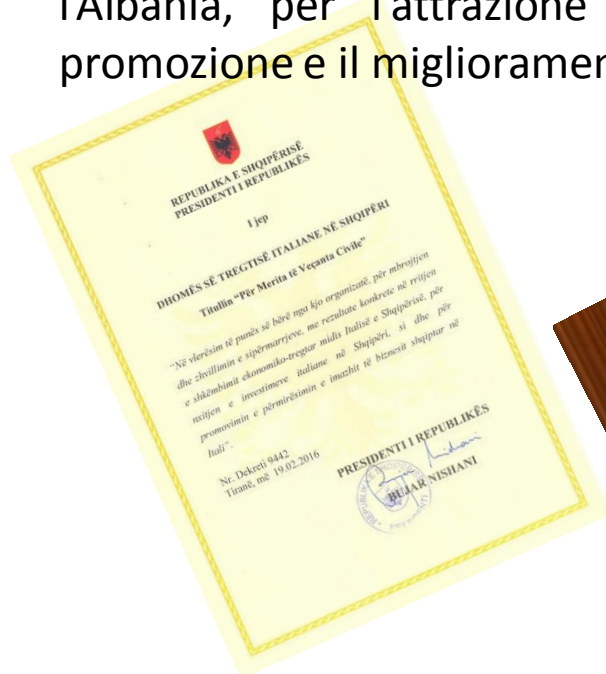 l'Albania, per l'attrazione
promozione e il miglioramen
REPUBLIKA E SHQIPËRISË
PRESIDENTI I REPUBLIKËS
I jep
DHOMËS SË TREGTISË ITALIANE NË SHQIPËRI
Titullin "Për Merita të Veçanta Civile"
"Në vlerësim të punës së bërë nga kjo organizatë, për mbrojtjen
dhe zhvillimin e sipërmarrjeve, me rezultate konkrete në rritjen
e shkëmbimit ekonomiko-tregtar midis Italisë e Shqipërisë, për
nxitjen e investimeve italiane në Shqipëri, si dhe për
promovimin e përmirësimin e imazhit të biznesit shqiptar në
Itali".
Nr. Dekreti 9442
Tiranë, më 19.02.2016
PRESIDENTI I REPUBLIKËS
BUJAR NISHANI